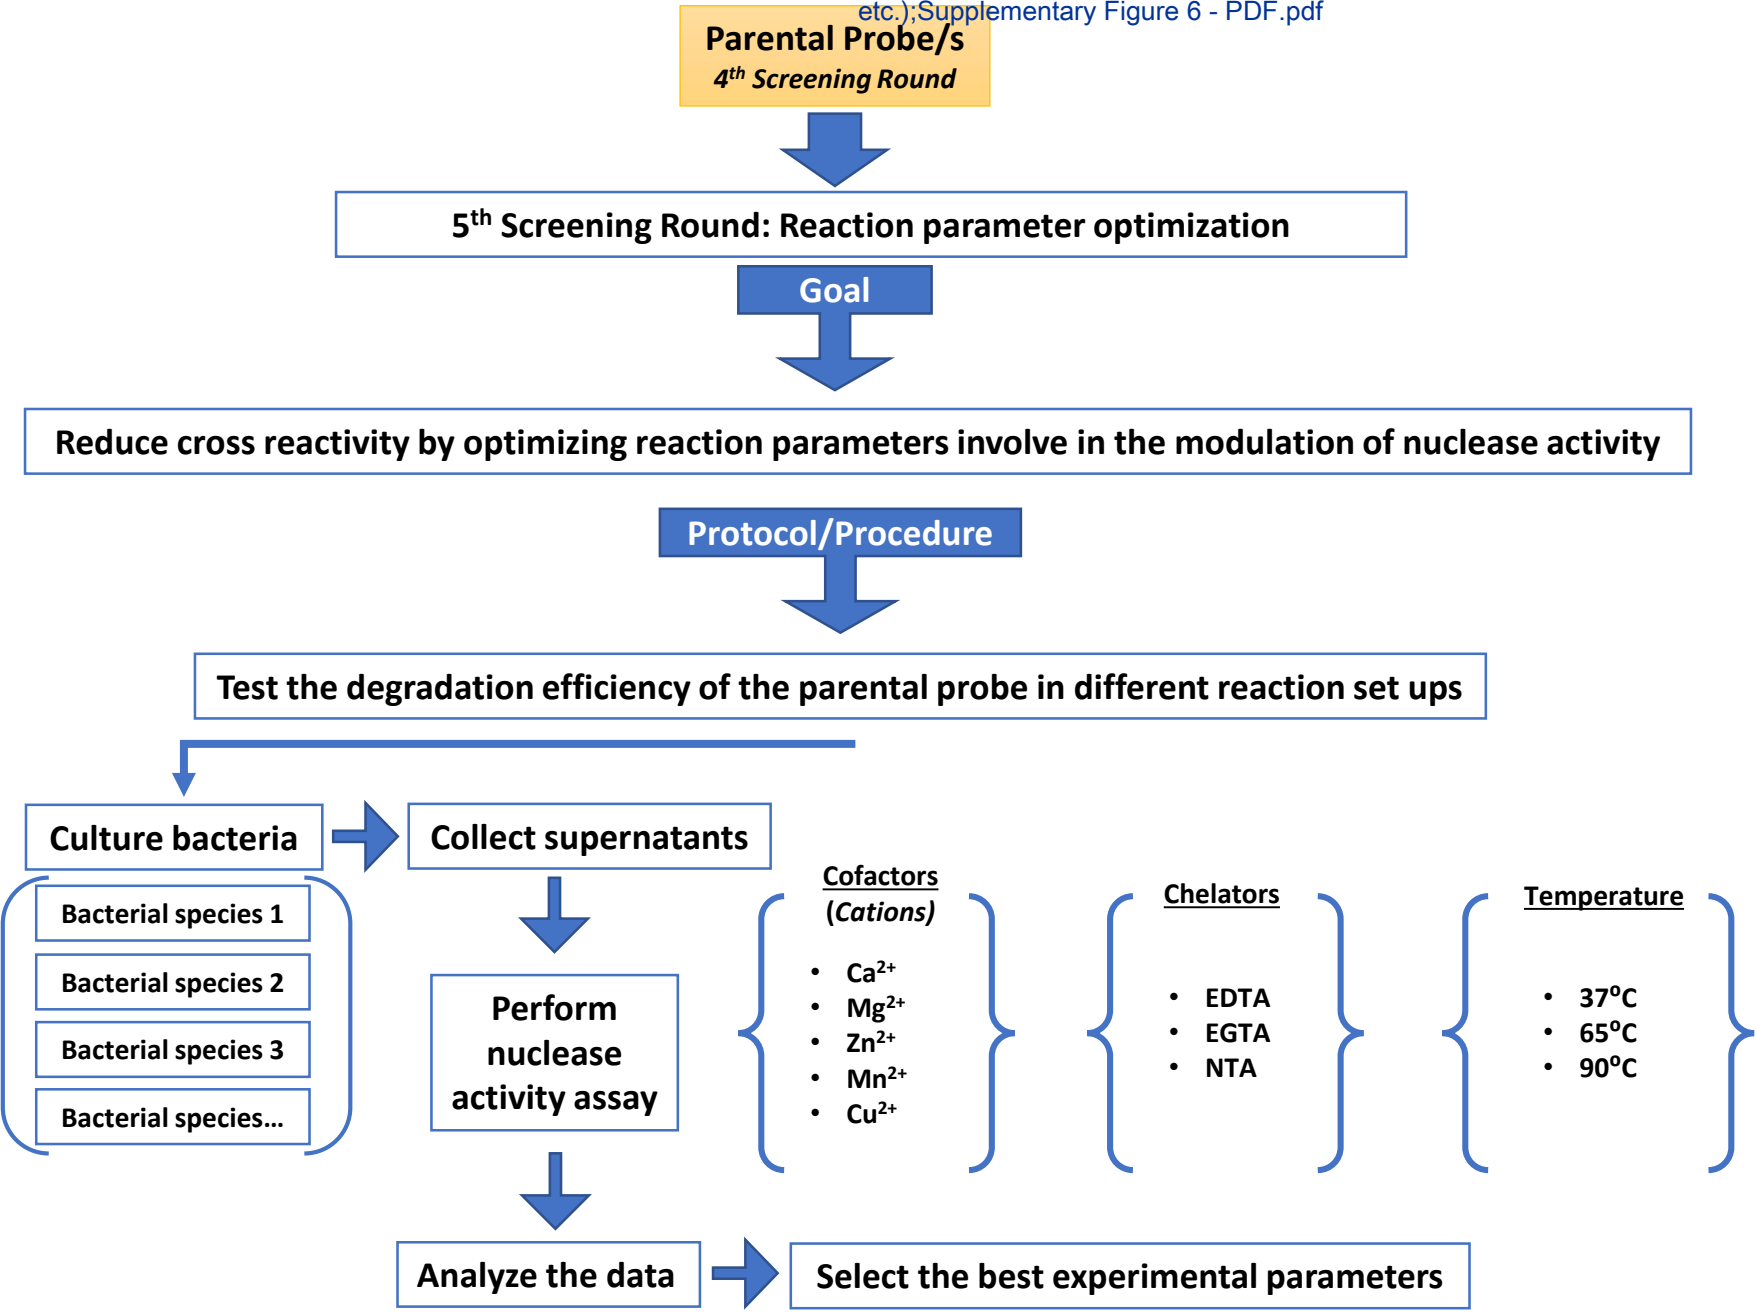 etc.);Supplementary Figure 6 - PDF.pdf
Parental Probe/s
4th Screening Round
5th Screening Round: Reaction parameter optimization
Goal
Reduce cross reactivity by optimizing reaction parameters involve in the modulation of nuclease activity
Protocol/Procedure
Test the degradation efficiency of the parental probe in different reaction set ups
Culture bacteria
Bacterial species 1
Bacterial species 2
Bacterial species 3
Bacterial species...
Collect supernatants
Perform
nuclease
activity assay
Cofactors
(Cations)
• Ca2+
• Mg2+
• Zn2+
• Mn2+
• Cu2+
Chelators
• EDTA
• EGTA
• NTA
Temperature
• 37ºC
• 65ºC
• 90ºC
Analyze the data
Select the best experimental parameters